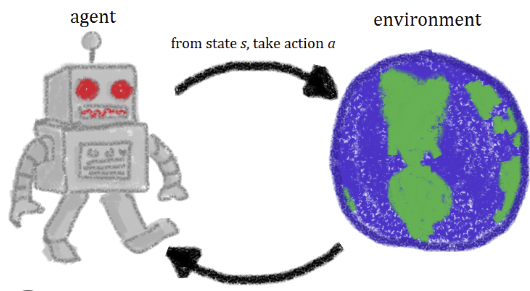 agent
environment
from state s, take action a